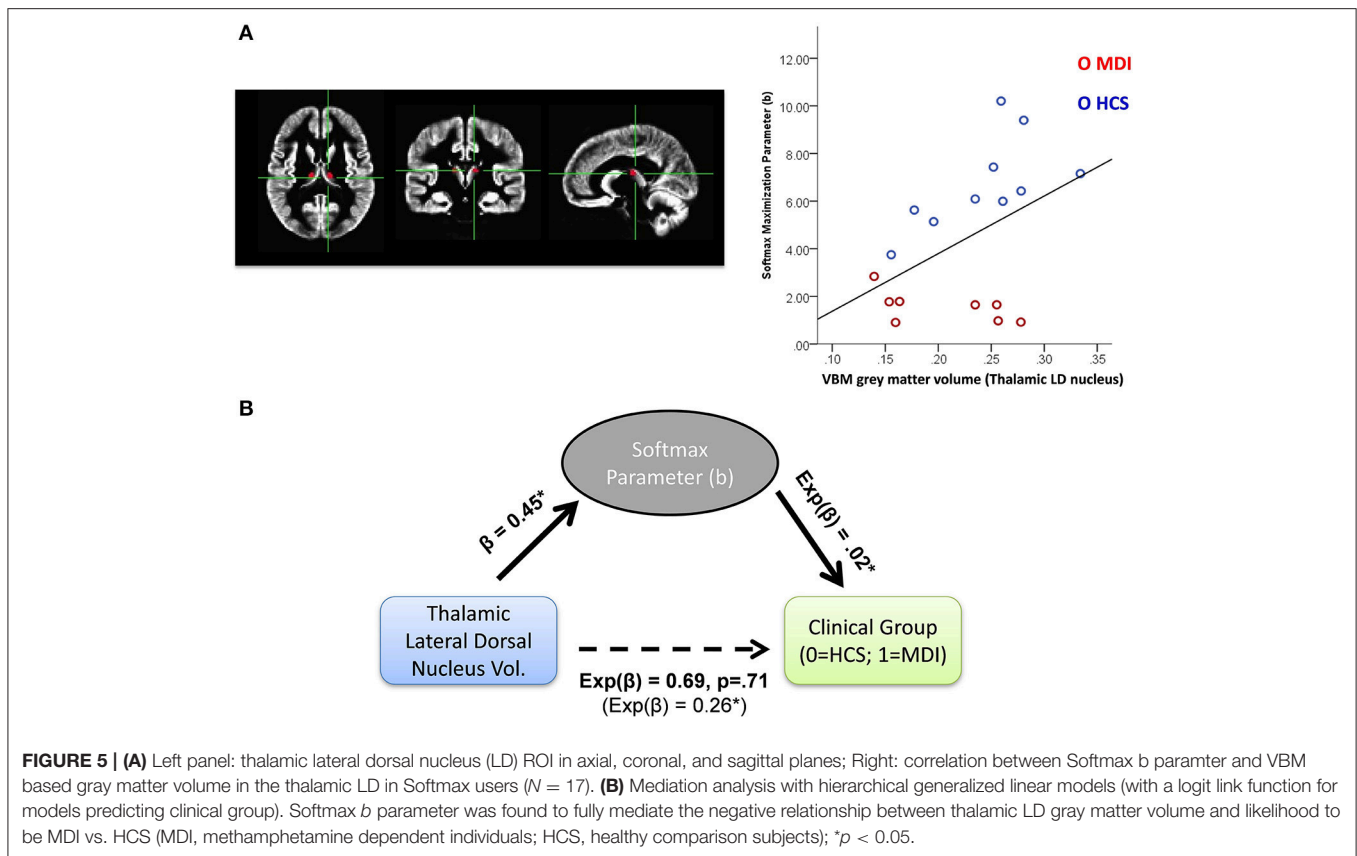 A
12.00
10.00
8.00
6.00
4.00
2.00
.00
Softmax Maximization Parameter (b)
O MDI
O HCS
.10 .15 .20 .25 .30 .35
VBM grey matter volume (Thalamic LD nucleus)
B
Softmax
Parameter (b)
β = 0.45*
Exp(β) = .02*
Thalamic
Lateral Dorsal
Nucleus Vol.
Clinical Group
(0=HCS; 1=MDI)
Exp(β) = 0.69, p=.71
(Exp(β) = 0.26*)
FIGURE 5 | (A) Left panel: thalamic lateral dorsal nucleus (LD) ROI in axial, coronal, and sagittal planes; Right: correlation between Softmax b paramter and VBM
based gray matter volume in the thalamic LD in Softmax users (N = 17). (B) Mediation analysis with hierarchical generalized linear models (with a logit link function for
models predicting clinical group). Softmax b parameter was found to fully mediate the negative relationship between thalamic LD gray matter volume and likelihood to
be MDI vs. HCS (MDI, methamphetamine dependent individuals; HCS, healthy comparison subjects); *p < 0.05.